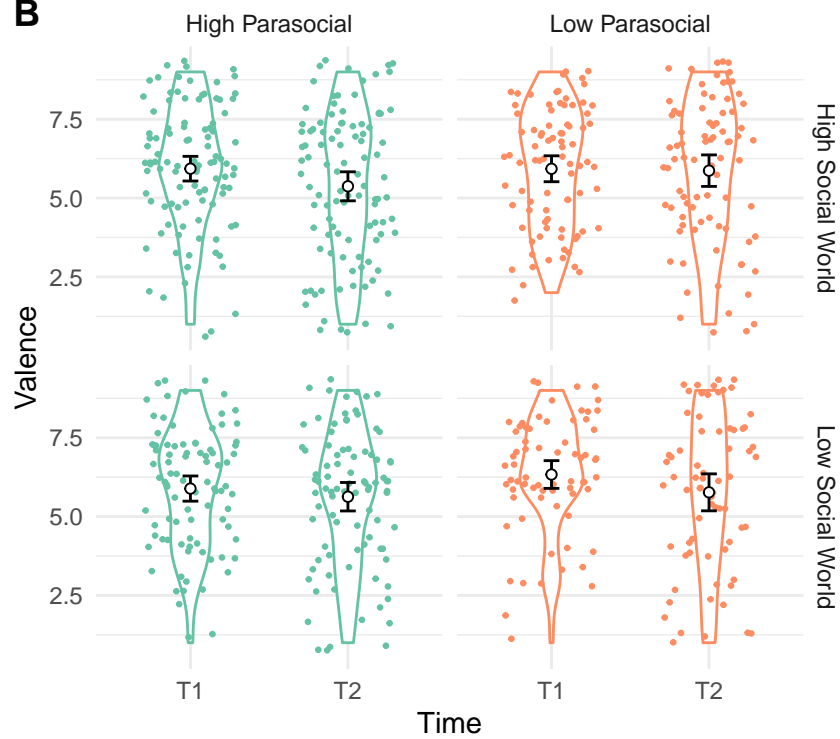 B
High Parasocial
Low Parasocial
7.5
5.0
2.5
High Social World
Valence
7.5
5.0
2.5
Low Social World
T1
T2
T1
T2
Time